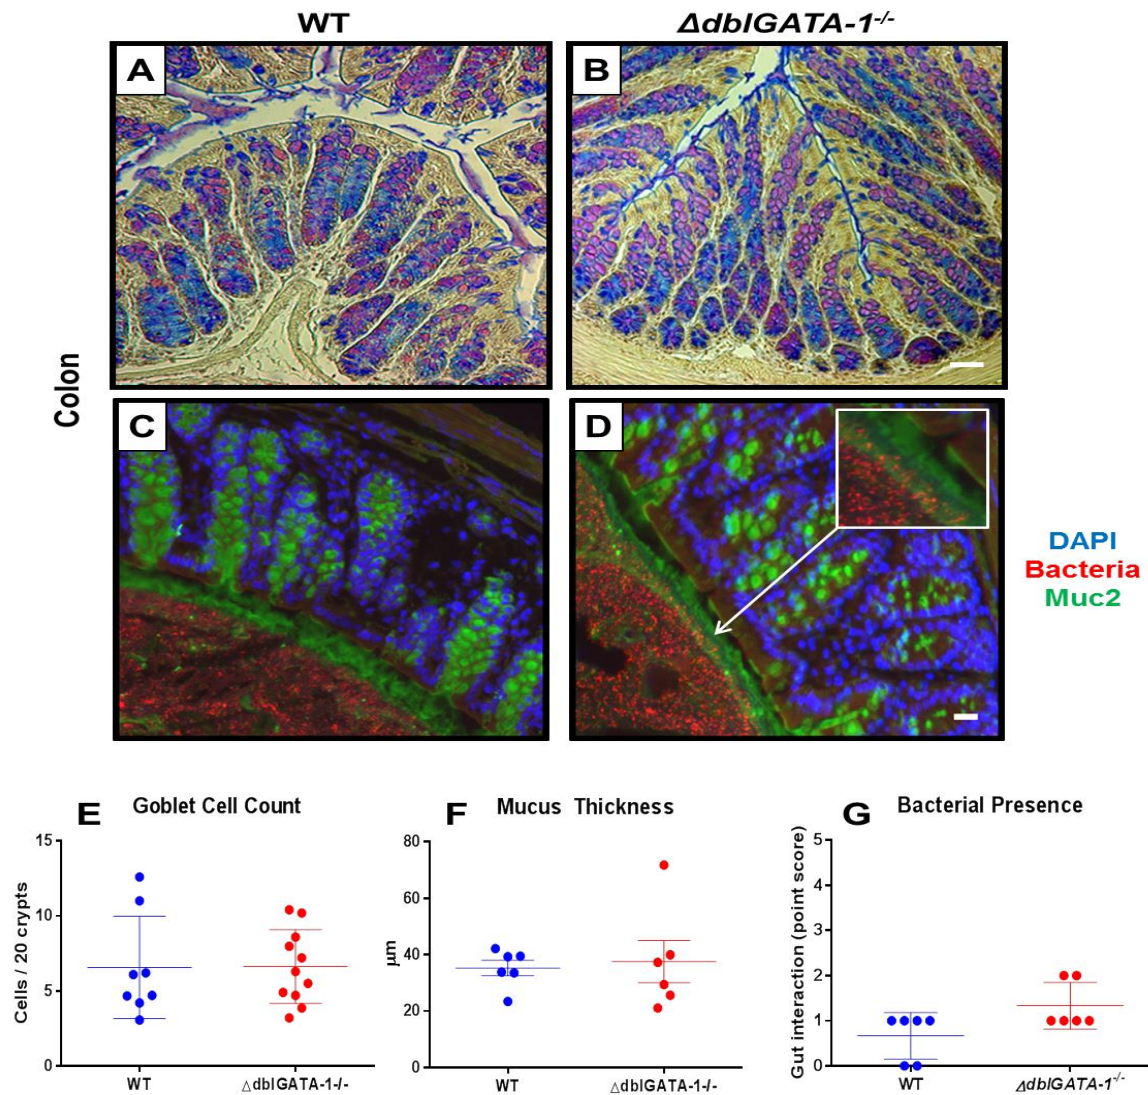 WT
ΔdblGATA-1-/-
A
B
Colon
C
D
DAPI
Bacteria
Muc2
E Goblet Cell Count
Cells / 20 crypts
15
10
5
0
WT
△dblGATA-1-/-
F Mucus Thickness
μm
80
60
40
20
0
WT
△dblGATA-1-/-
G Bacterial Presence
Gut interaction (point score)
5
4
3
2
1
0
WT
ΔdblGATA-1-/-